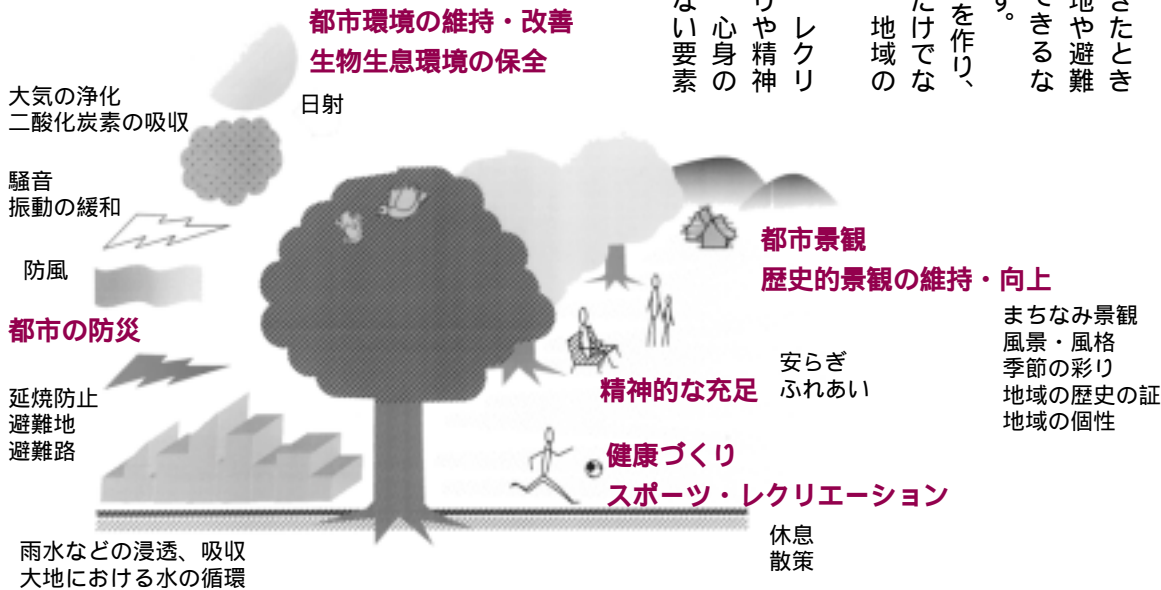 きたとき
地や避難
できるな
す。
を作り、
だけでな
地域の
レクリ
りや精神
心身の
ない要素
都市環境の維持・改善
生物生息環境の保全
日射
大気の浄化
二酸化炭素の吸収
騒音
振動の緩和
防風
都市の防災
延焼防止
避難地
避難路
雨水などの浸透、吸収
大地における水の循環
都市景観
歴史的景観の維持・向上
まちなみ景観
風景・風格
季節の彩り
地域の歴史の証
地域の個性
精神的な充足
安らぎ
ふれあい
健康づくり
スポーツ・レクリエーション
休息
散策